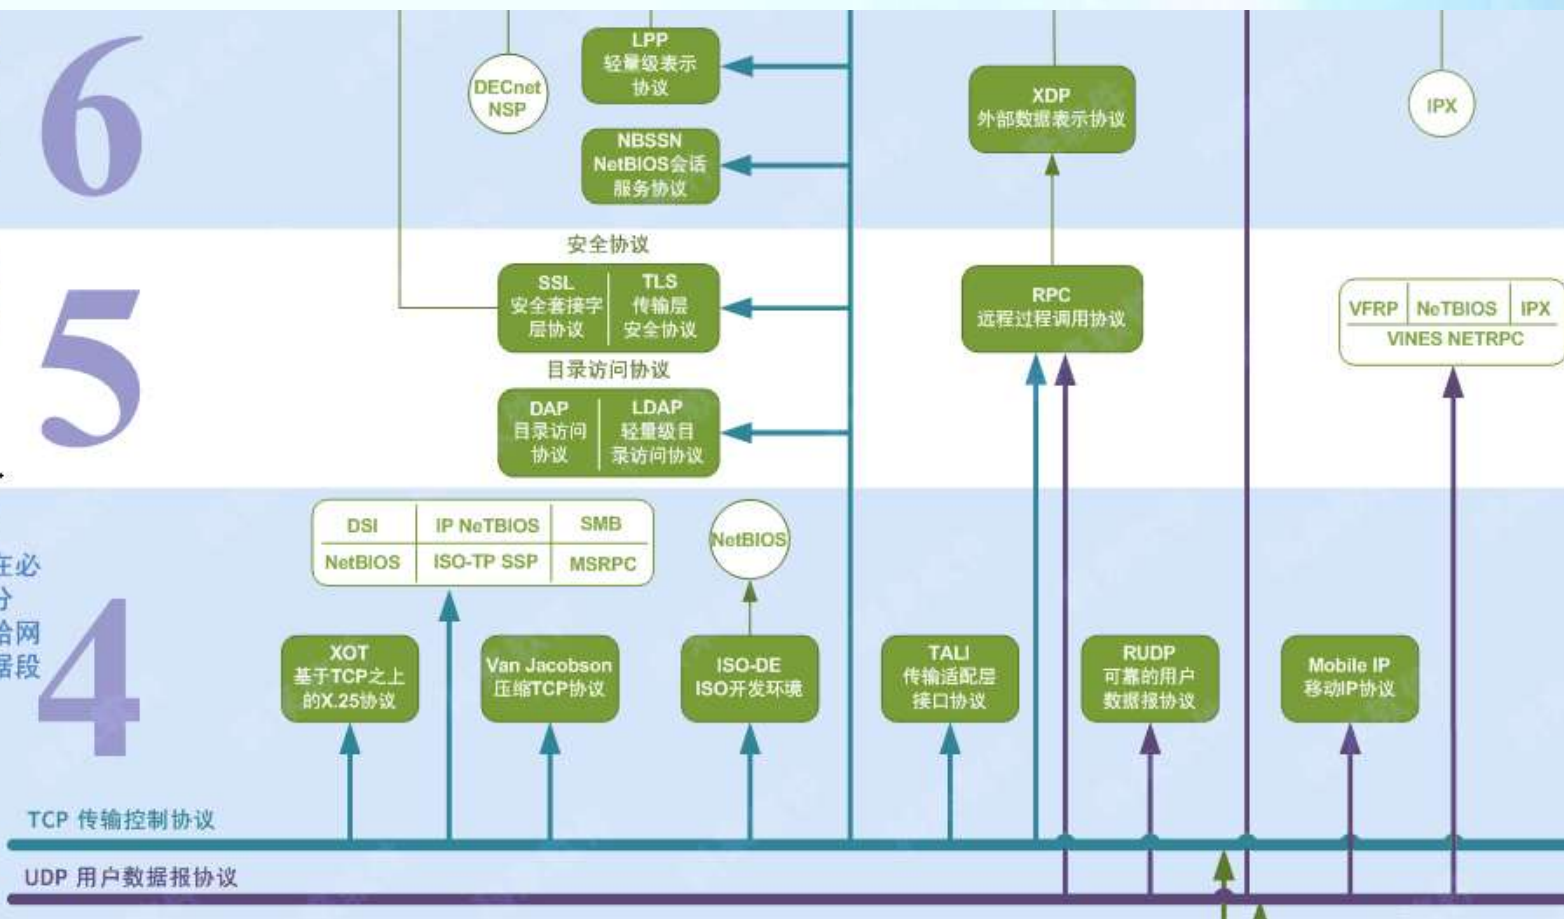 6
DECnet
NSP
LPP
轻量级表示
协议
NBSSN
NetBIOS会话
服务协议
XDP
外部数据表示协议
IPX
5
安全协议
SSL
安全套接字
层协议
TLS
传输层
安全协议
目录访问协议
DAP
目录访问
协议
LDAP
轻量级目
录访问协议
RPC
远程过程调用协议
VFRP
NeTBIOS
IPX
VINES NETRPC
4
在必
分
给网
据段
DSI
IP NeTBIOS
SMB
NetBIOS
ISO-TP SSP
MSRPC
NetBIOS
XOT
基于TCP之上
的X.25协议
Van Jacobson
压缩TCP协议
ISO-DE
ISO开发环境
TALI
传输适配层
接口协议
RUDP
可靠的用户
数据报协议
Mobile IP
移动IP协议
TCP 传输控制协议
UDP 用户数据报协议